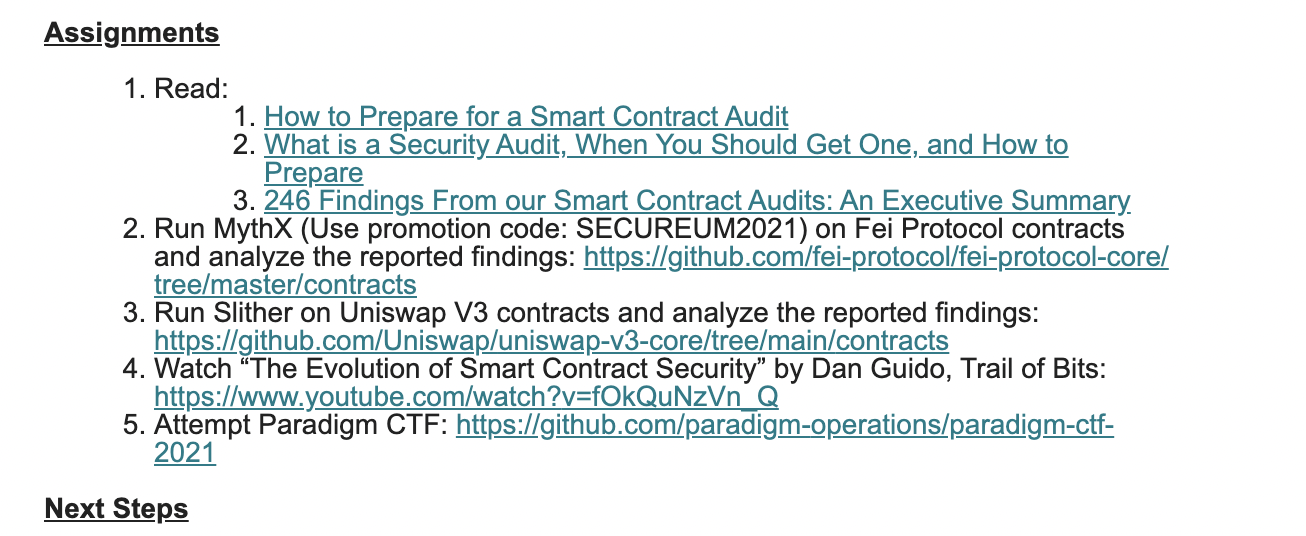 Assignments
1. Read:
1. How to Prepare for a Smart Contract Audit
2. What is a Security Audit, When You Should Get One, and How to
Prepare
3. 246 Findings From our Smart Contract Audits: An Executive Summary
2. Run MythX (Use promotion code: SECUREUM2021) on Fei Protocol contracts
and analyze the reported findings: https://github.com/fei-protocol/fei-protocol-core/
tree/master/contracts
3. Run Slither on Uniswap V3 contracts and analyze the reported findings:
https://github.com/Uniswap/uniswap-v3-core/tree/main/contracts
4. Watch “The Evolution of Smart Contract Security” by Dan Guido, Trail of Bits:
https://www.youtube.com/watch?v=fOkQuNzVn_Q
5. Attempt Paradigm CTF: https://github.com/paradigm-operations/paradigm-ctf-
2021
Next Steps